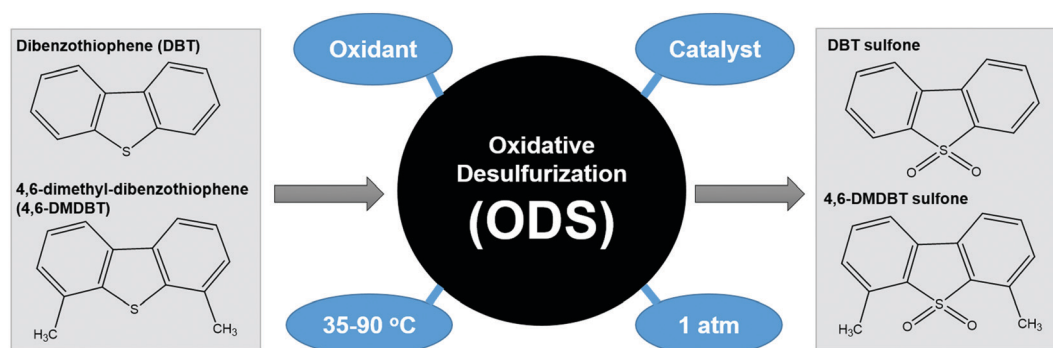 Dibenzothiophene (DBT)
S
4,6-dimethyl-dibenzothiophene
(4,6-DMDBT)
S
H₃C
CH₃
Oxidant
Catalyst
Oxidative
Desulfurization
(ODS)
35-90 ºC
1 atm
DBT sulfone
S
O
O
4,6-DMDBT sulfone
S
H₃C
O
O
CH₃